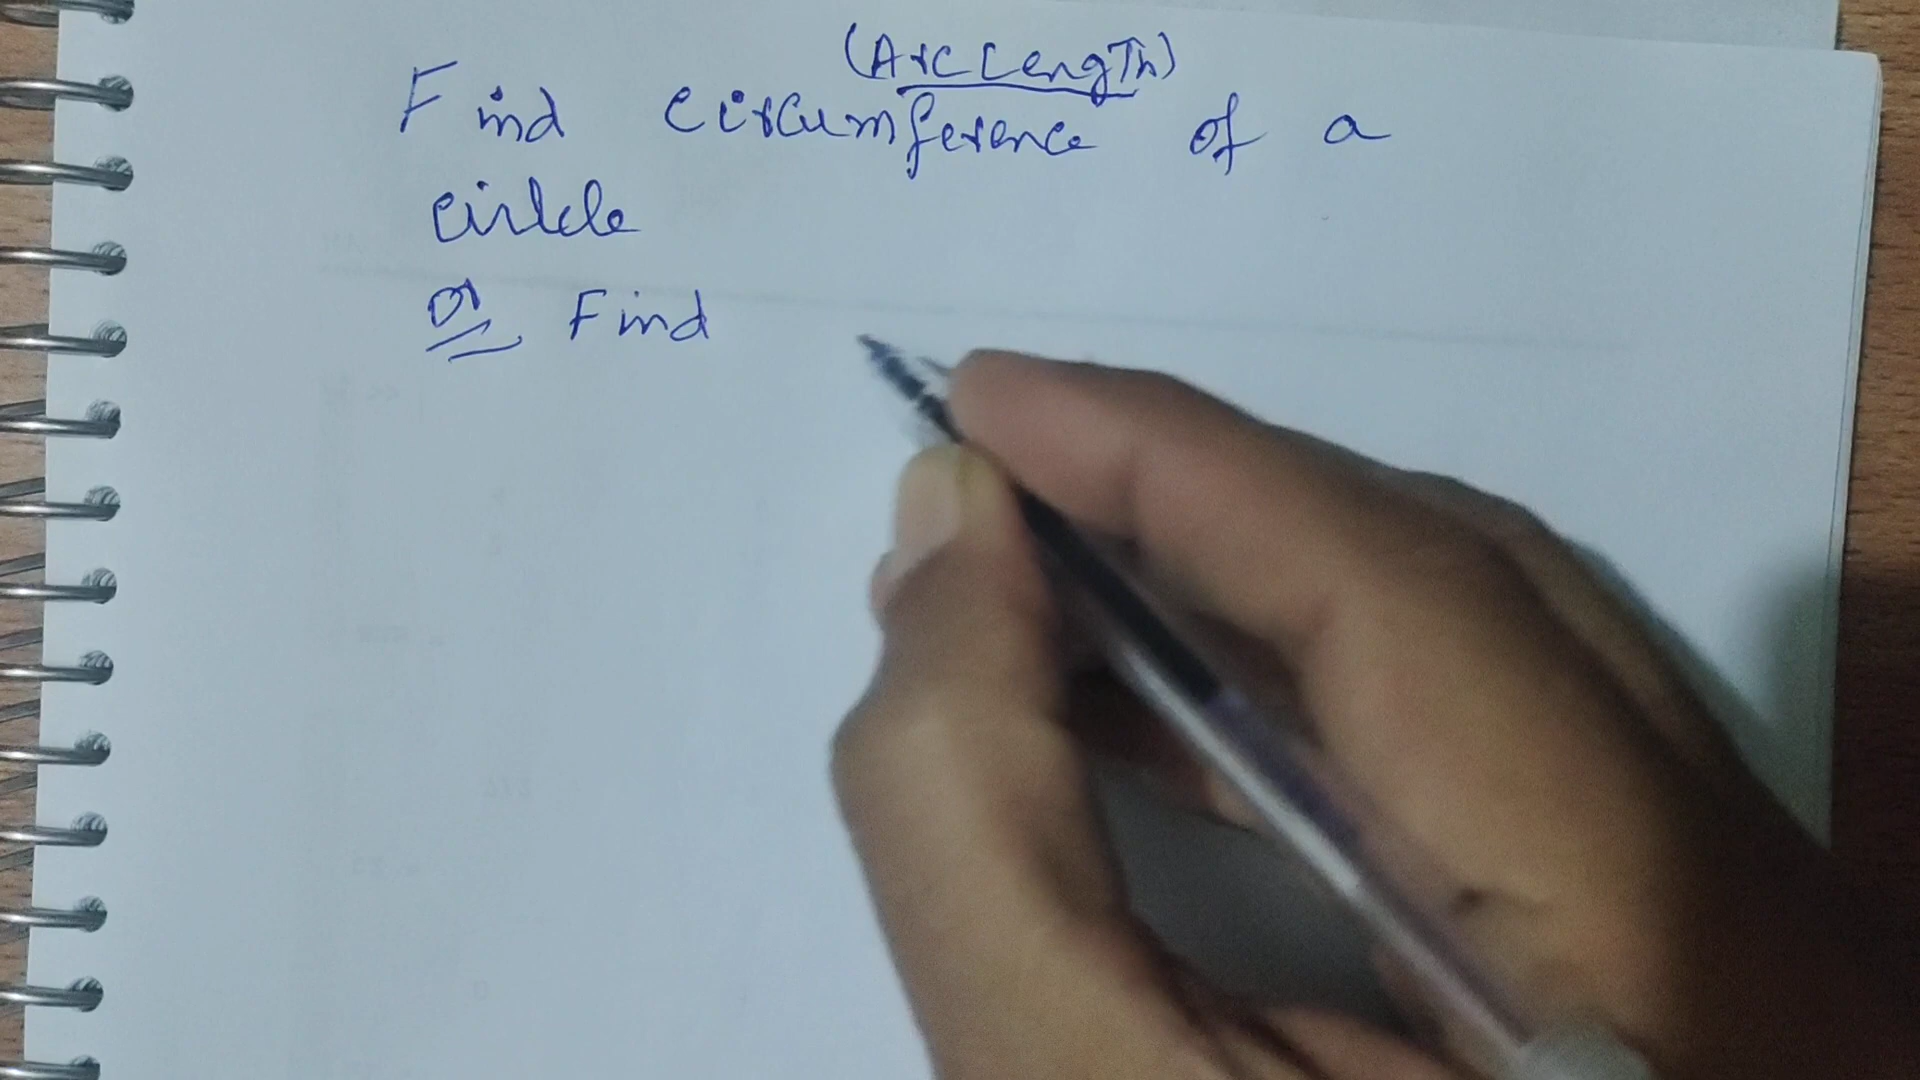 (Arc Length)
Find circumference of a
circle
or Find